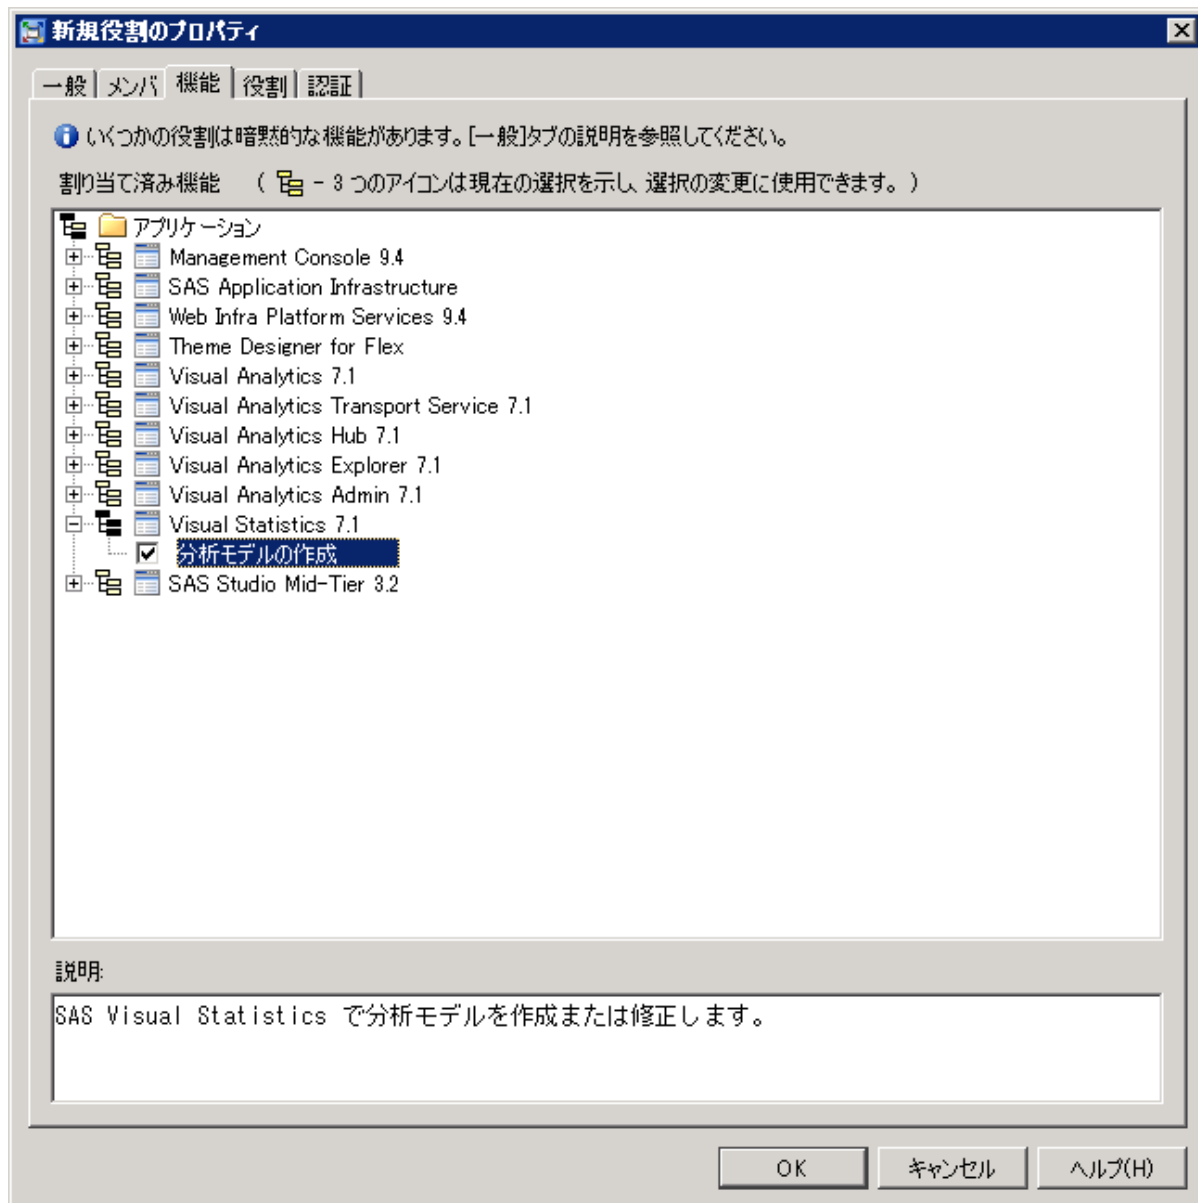 新規役割のプロパティ
一般 メンバ 機能 役割 認証
いくつかの役割は暗黙的な機能があります。[一般]タブの説明を参照してください。
割り当て済み機能 ( - 3 つのアイコンは現在の選択を示し、選択の変更に使用できます。)
アプリケーション
Management Console 9.4
SAS Application Infrastructure
Web Infra Platform Services 9.4
Theme Designer for Flex
Visual Analytics 7.1
Visual Analytics Transport Service 7.1
Visual Analytics Hub 7.1
Visual Analytics Explorer 7.1
Visual Analytics Admin 7.1
Visual Statistics 7.1
分析モデルの作成
SAS Studio Mid-Tier 3.2
説明:
SAS Visual Statistics で分析モデルを作成または修正します。
OK キャンセル ヘルプ(H)